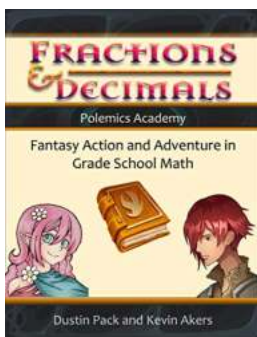 FRACTIONS
& DECIMALS
Polemics Academy
Fantasy Action and Adventure in
Grade School Math
Dustin Pack and Kevin Akers